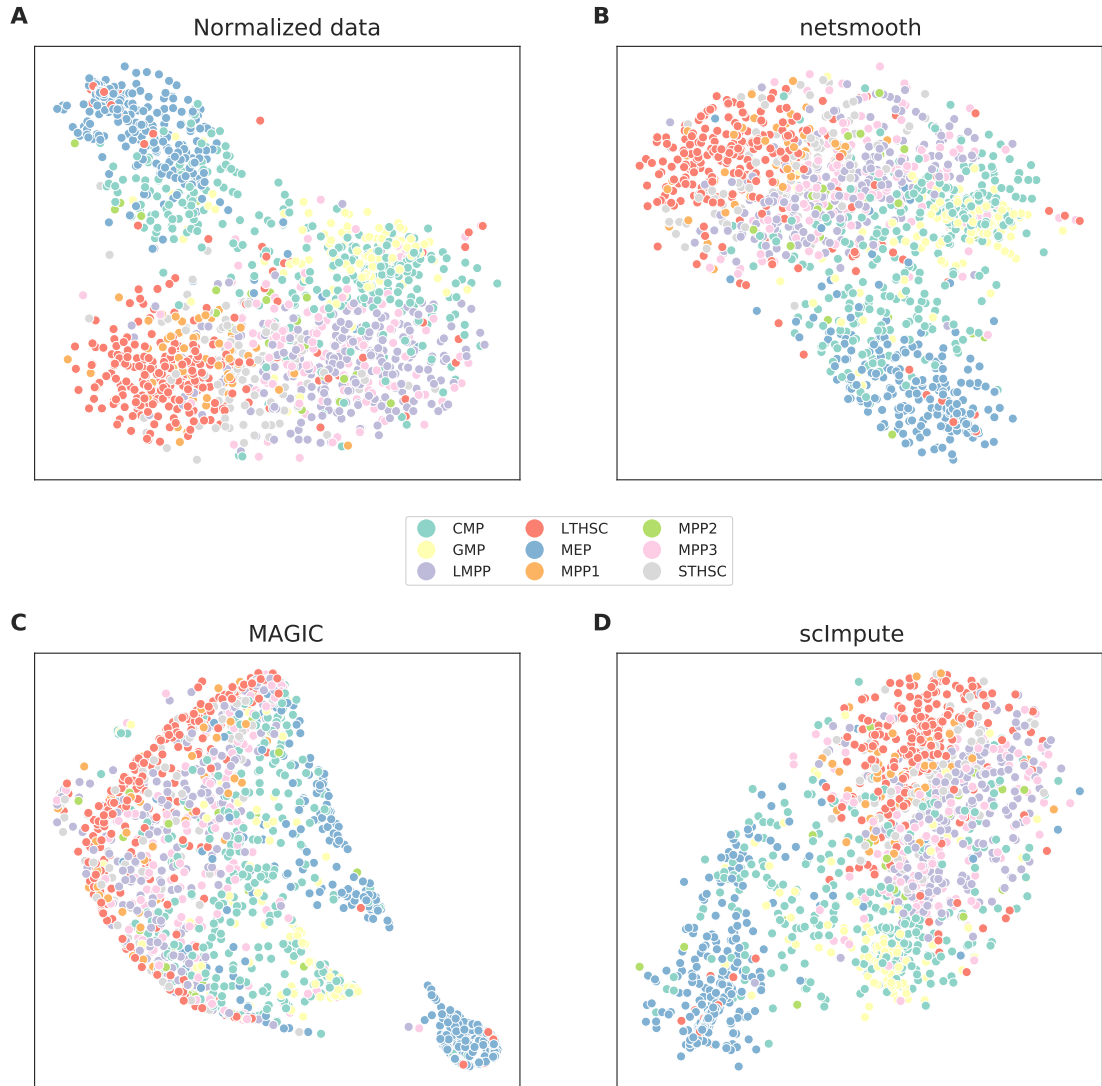 A
Normalized data
B
netsmooth
CMP LTHSC MPP2
GMP MEP MPP3
LMPP MPP1 STHSC
C
MAGIC
D
scImpute